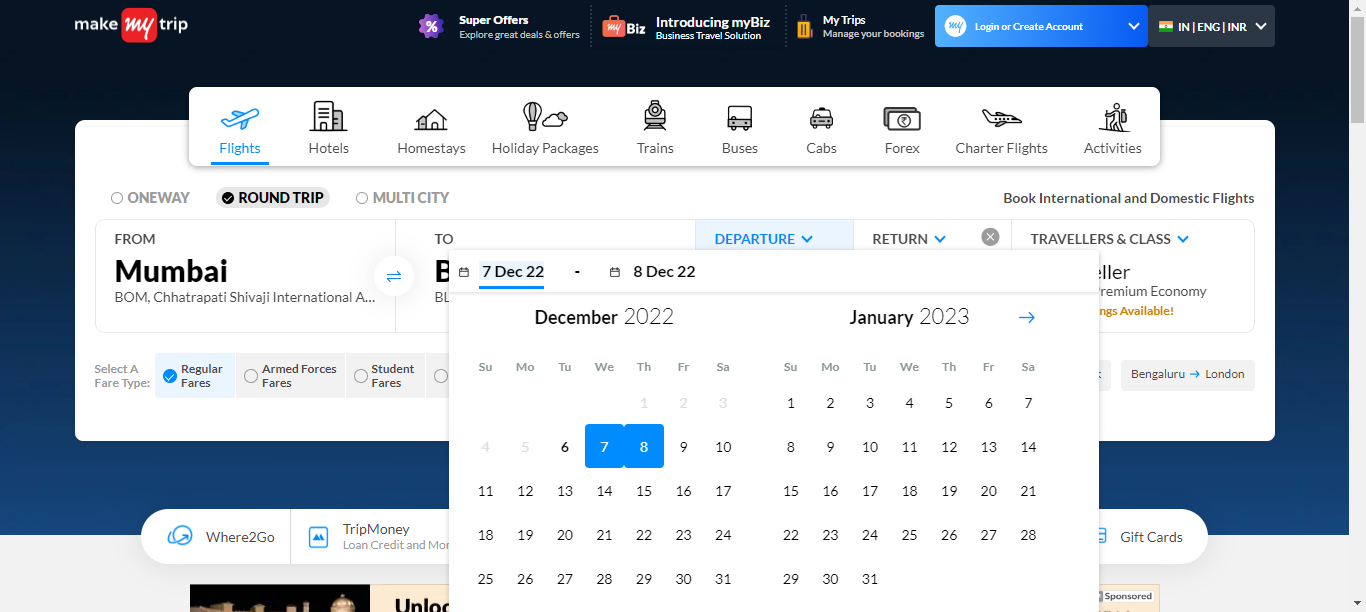 make my trip
%
Super Offers
Explore great deals & offers
my Biz
Introducing myBiz
Business Travel Solution
My Trips
Manage your bookings
my
Login or Create Account
IN | ENG | INR
Flights
Hotels
Homestays
Holiday Packages
Trains
Buses
Cabs
Forex
Charter Flights
Activities
ONEWAY
ROUND TRIP
MULTI CITY
Book International and Domestic Flights
FROM
Mumbai
BOM, Chhatrapati Shivaji International A...
TO
B
BL
DEPARTURE
RETURN
TRAVELLERS & CLASS
eller
Premium Economy
ngs Available!
7 Dec 22 - 8 Dec 22
December 2022
Su Mo Tu We Th Fr Sa
1 2 3
4 5 6 7 8 9 10
11 12 13 14 15 16 17
18 19 20 21 22 23 24
25 26 27 28 29 30 31
January 2023
Su Mo Tu We Th Fr Sa
1 2 3 4 5 6 7
8 9 10 11 12 13 14
15 16 17 18 19 20 21
22 23 24 25 26 27 28
29 30 31
Select A
Fare Type:
Regular
Fares
Armed Forces
Fares
Student
Fares
Bengaluru → London
Where2Go
TripMoney
Loan Credit and Mor
Gift Cards
Unloc
Sponsored